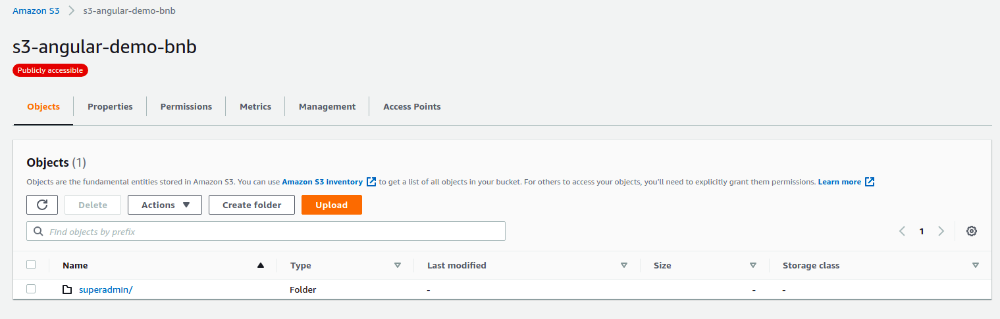 Amazon S3 > s3-angular-demo-bnb
s3-angular-demo-bnb
Publicly accessible
Objects Properties Permissions Metrics Management Access Points
Objects (1)
Objects are the fundamental entities stored in Amazon S3. You can use Amazon S3 inventory to get a list of all objects in your bucket. For others to access your objects, you'll need to explicitly grant them permissions. Learn more
Delete Actions Create folder Upload
Find objects by prefix 1
Name Type Last modified Size Storage class
superadmin/ Folder - - -